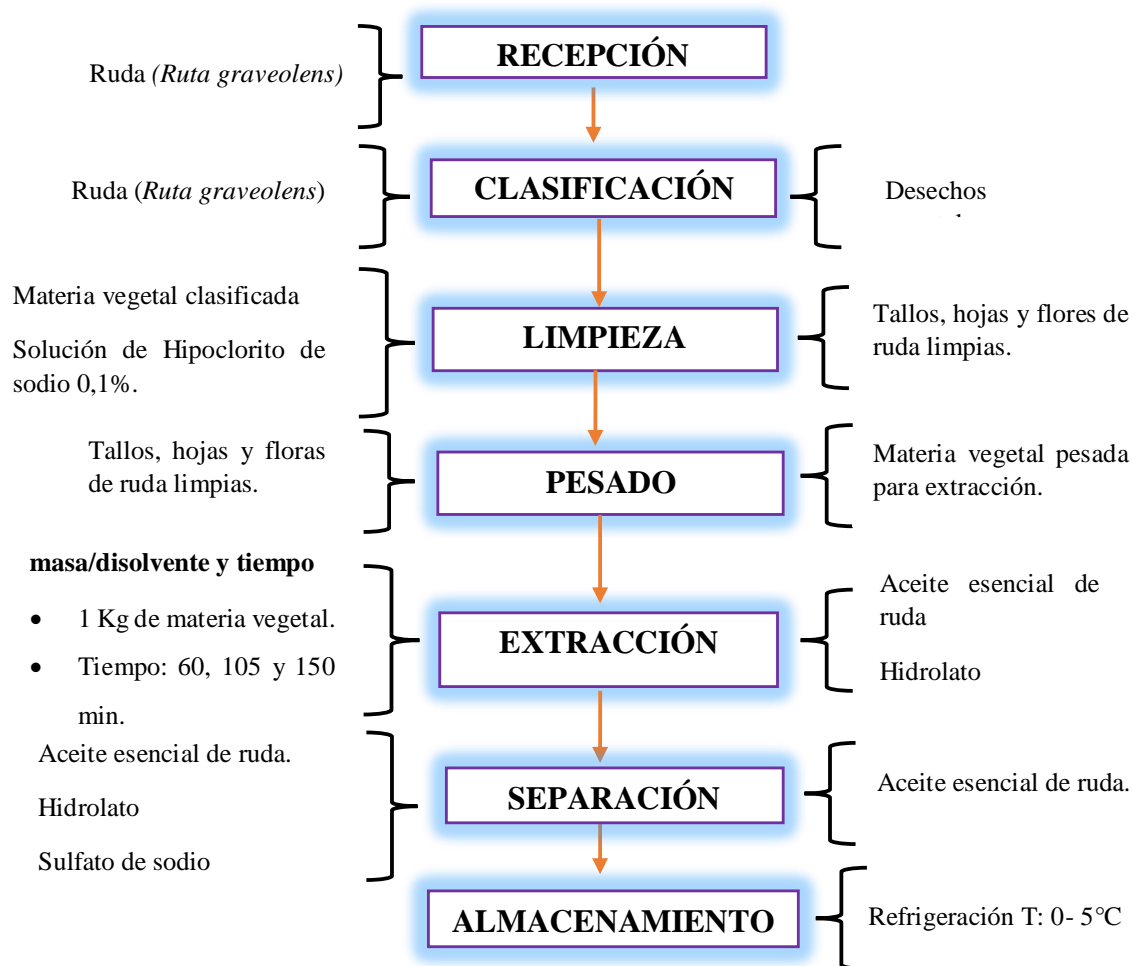 RECEPCIÓN
Ruda (Ruta graveolens)
CLASIFICACIÓN
Ruda (Ruta graveolens)
Desechos
Materia vegetal clasificada
Solución de Hipoclorito de
sodio 0,1%.
LIMPIEZA
Tallos, hojas y flores de
ruda limpias.
Tallos, hojas y floras
de ruda limpias.
PESADO
Materia vegetal pesada
para extracción.
masa/disolvente y tiempo
• 1 Kg de materia vegetal.
• Tiempo: 60, 105 y 150
min.
EXTRACCIÓN
Aceite esencial de
ruda
Hidrolato
Aceite esencial de ruda.
Hidrolato
Sulfato de sodio
SEPARACIÓN
Aceite esencial de ruda.
ALMACENAMIENTO
Refrigeración T: 0- 5°C